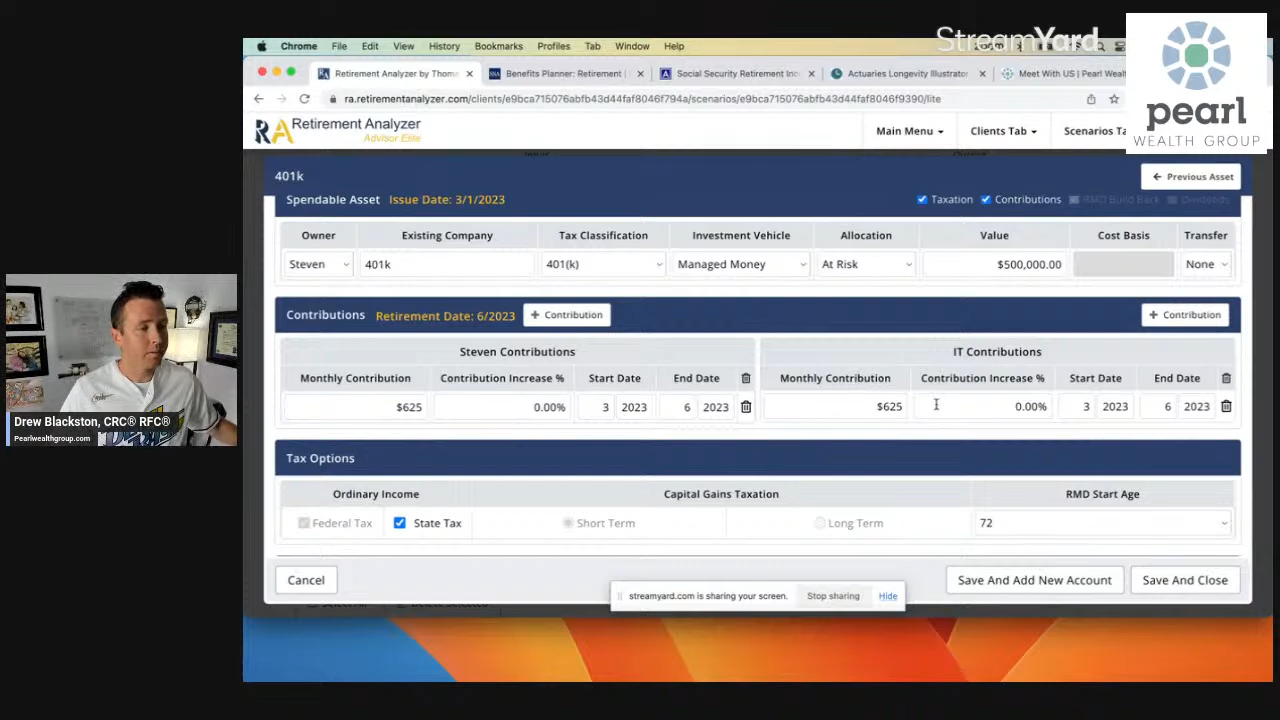 StreamYard
pearl
WEALTH GROUP
Chrome File Edit View History Bookmarks Profiles Tab Window Help
Retirement Analyzer by Thoma × Benefits Planner: Retirement | × Social Security Retirement Inc × Actuaries Longevity Illustrator × Meet With US | Pearl Wealt
ra.retirementanalyzer.com/clients/e9bca715076abfb43d44faf8046f794a/scenarios/e9bca715076abfb43d44faf8046f9390/lite
RA Retirement Analyzer
Advisor Elite
Main Menu Clients Tab Scenarios Ta
401k
← Previous Asset
Spendable Asset Issue Date: 3/1/2023 Taxation Contributions RMD Build Back Dividends
Owner Existing Company Tax Classification Investment Vehicle Allocation Value Cost Basis Transfer
Steven 401k 401(k) Managed Money At Risk $500,000.00 None
Contributions Retirement Date: 6/2023 + Contribution + Contribution
Steven Contributions IT Contributions
Monthly Contribution Contribution Increase % Start Date End Date Monthly Contribution Contribution Increase % Start Date End Date
$625 0.00% 3 2023 6 2023 $625 0.00% 3 2023 6 2023
Tax Options
Ordinary Income Capital Gains Taxation RMD Start Age
Federal Tax State Tax Short Term Long Term 72
Cancel Save And Add New Account Save And Close
streamyard.com is sharing your screen. Stop sharing Hide
Drew Blackston, CRC® RFC®
Pearlwealthgroup.com